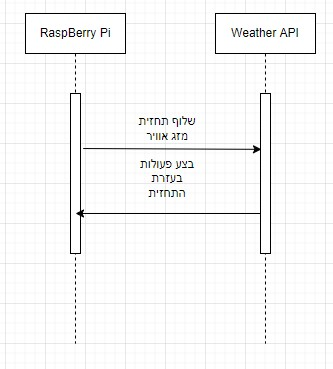 RaspBerry Pi
Weather API
שלוף תחזית
מזג אוויר
בצע פעולות
בעזרת
התחזית